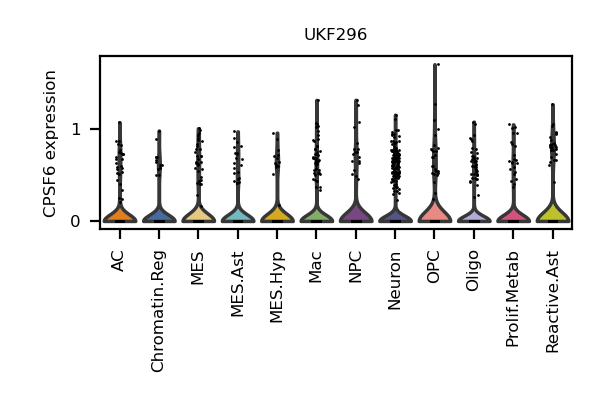 UKF296
CPSF6 expression
1
0
AC
Chromatin.Reg
MES
MES.Ast
MES.Hyp
Mac
NPC
Neuron
OPC
Oligo
Prolif.Metab
Reactive.Ast